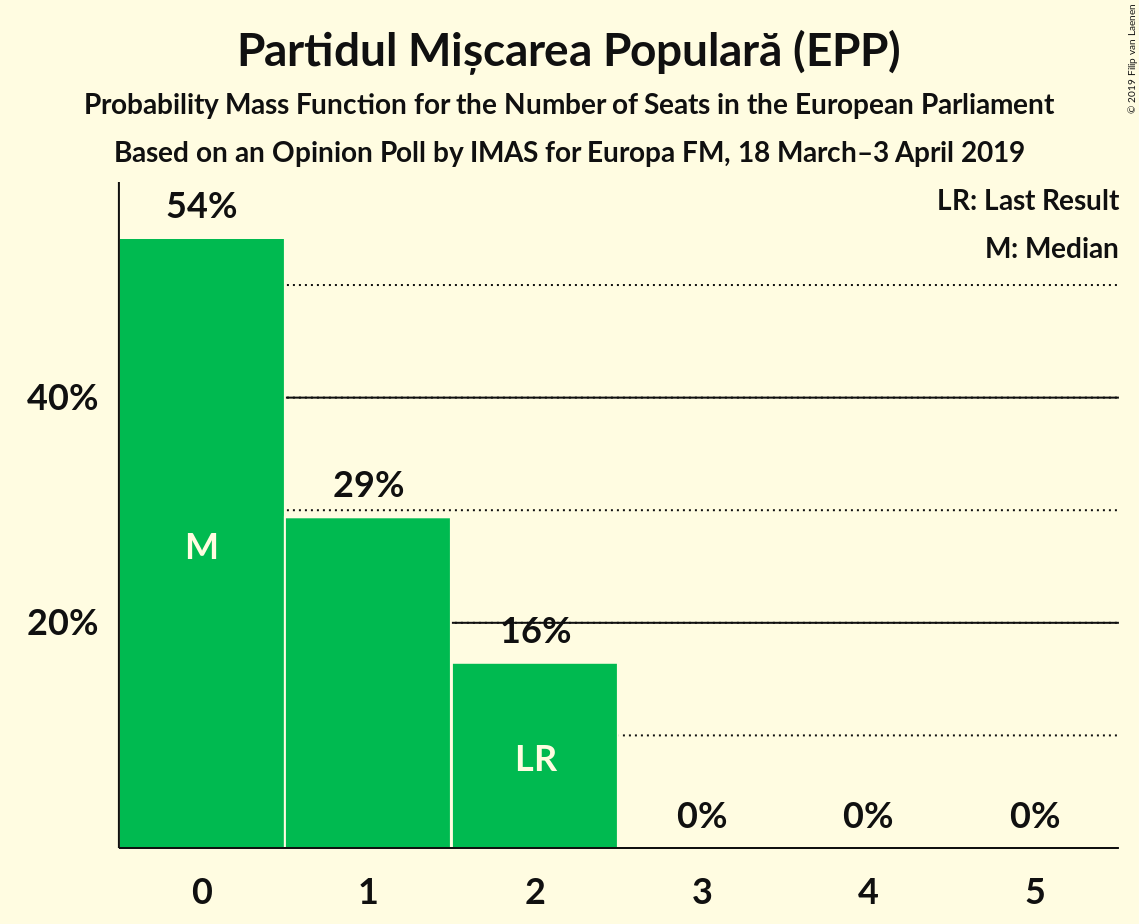 Partidul Mișcarea Populară (EPP)
Probability Mass Function for the Number of Seats in the European Parliament
Based on an Opinion Poll by IMAS for Europa FM, 18 March–3 April 2019
© 2019 Filip van Laenen
LR: Last Result
M: Median
54%
40%
29%
M
20%
16%
LR
0%
0%
0%
0
1
2
3
4
5